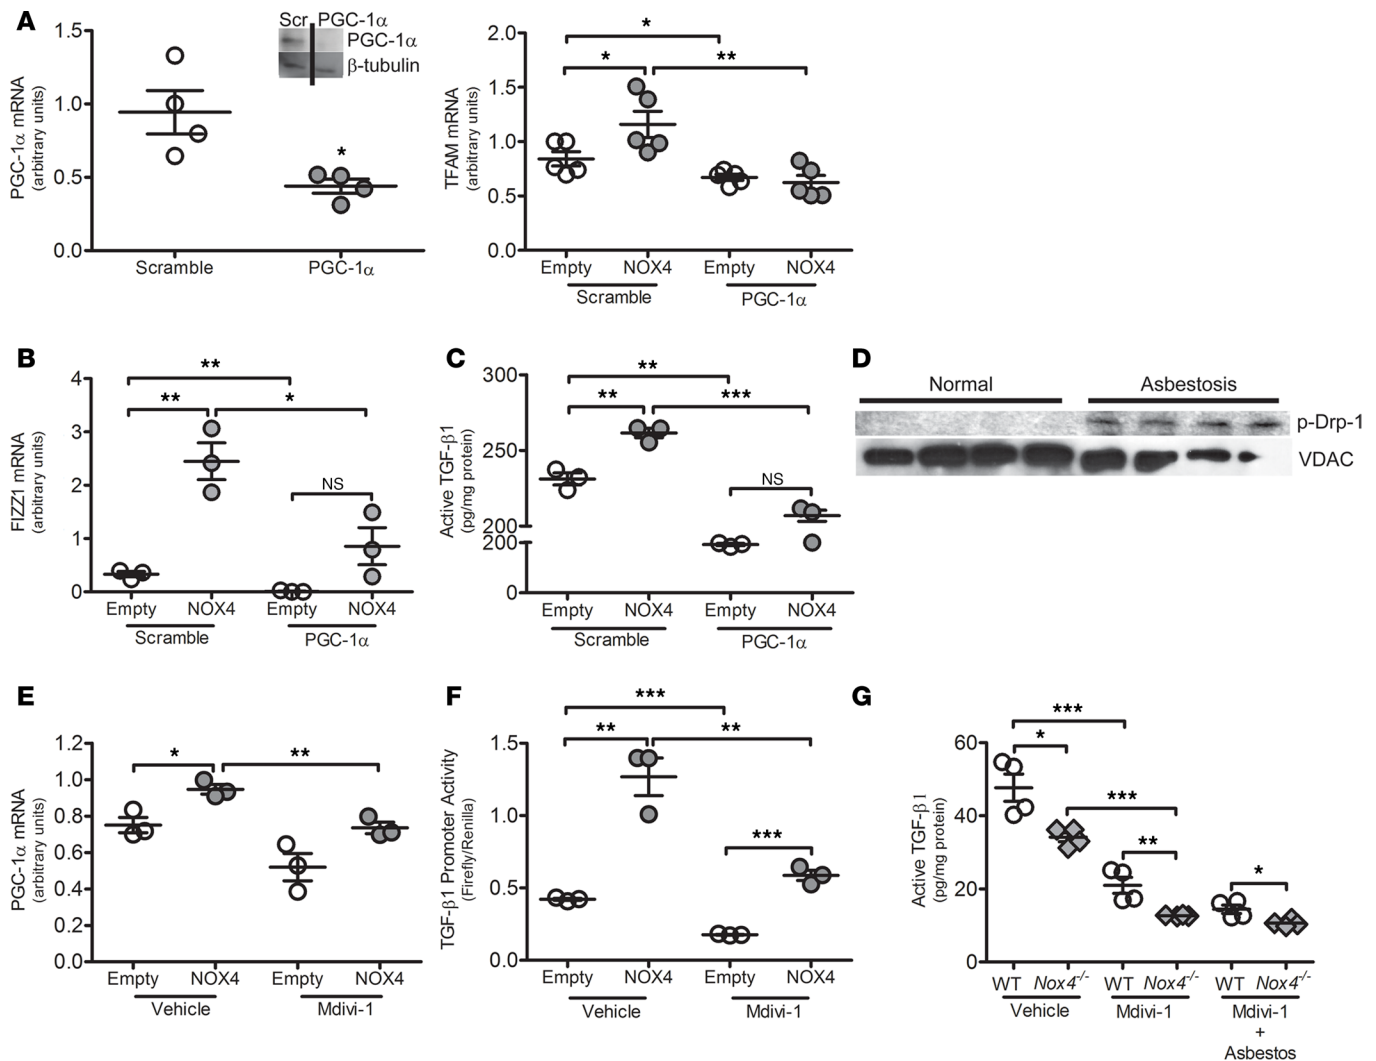 A
PGC-1α mRNA
(arbitrary units)
1.5
1.0
0.5
0.0
Scr PGC-1α
PGC-1α
β-tubulin
*
Scramble
PGC-1α
TFAM mRNA
(arbitrary units)
2.0
1.5
1.0
0.5
0.0
*
*
**
Empty
NOX4
Empty
NOX4
Scramble
PGC-1α
B
FIZZ1 mRNA
(arbitrary units)
4
3
2
1
0
**
**
*
NS
Empty
NOX4
Empty
NOX4
Scramble
PGC-1α
C
Active TGF-β1
(pg/mg protein)
300
250
200
200
0
**
**
***
NS
Empty
NOX4
Empty
NOX4
Scramble
PGC-1α
D
Normal
Asbestosis
p-Drp-1
VDAC
E
PGC-1α mRNA
(arbitrary units)
1.2
1.0
0.8
0.6
0.4
0.2
0.0
*
**
Empty
NOX4
Empty
NOX4
Vehicle
Mdivi-1
F
TGF-β1 Promoter Activity
(Firefly/Renilla)
1.5
1.0
0.5
0.0
***
**
**
***
Empty
NOX4
Empty
NOX4
Vehicle
Mdivi-1
G
Active TGF-β1
(pg/mg protein)
60
40
20
0
***
*
***
**
*
WT Nox4-/-
WT Nox4-/-
WT Nox4-/-
Vehicle
Mdivi-1
Mdivi-1
+
Asbestos